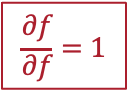 ∂f/∂f = 1